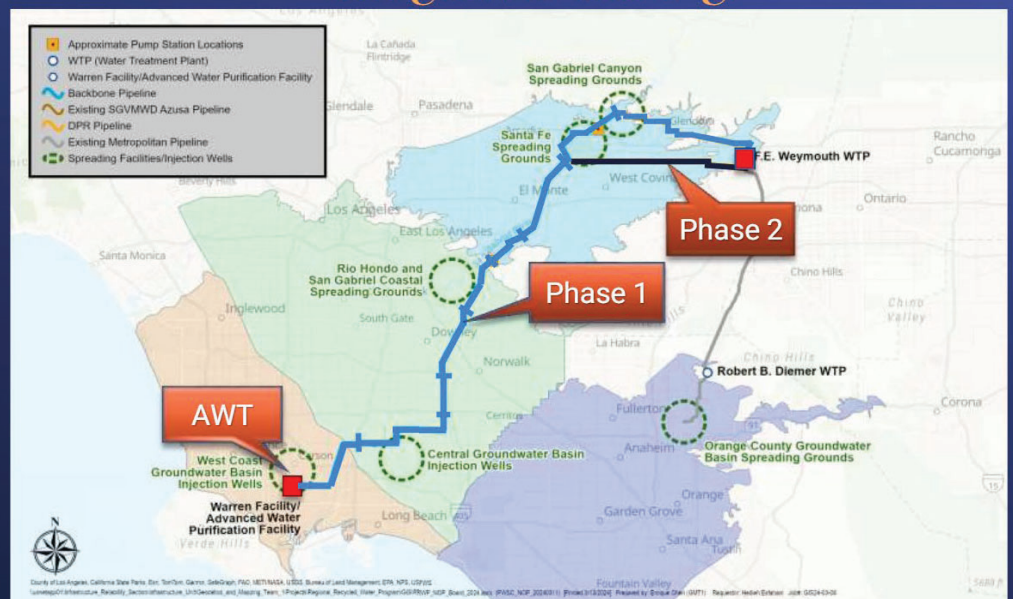 Approximate Pump Station Locations
WTP (Water Treatment Plant)
Warren Facility/Advanced Water Purification Facility
Backbone Pipeline
Existing SGVMWD Azusa Pipeline
DPR Pipeline
Existing Metropolitan Pipeline
Spreading Facilities/Injection Wells
La Cañada
Flintridge
Glendale
Pasadena
Beverly Hills
Los Angeles
East Los Angeles
Santa Monica
Inglewood
San Gabriel Canyon
Spreading Grounds
Santa Fe
Spreading
Grounds
Glendora
F.E. Weymouth WTP
Rancho
Cucamonga
El Monte
West Covina
Ontario
Phase 2
Chino Hills
Chino
Valley
Rio Hondo and
San Gabriel Coastal
Spreading Grounds
Phase 1
South Gate
Downey
La Habra
Norwalk
Chino Hills
Robert B. Diemer WTP
Corona
Cerritos
Fullerton
91
Anaheim
Orange County Groundwater
Basin Spreading Grounds
AWT
Carson
West Coast
Groundwater Basin
Injection Wells
Central Groundwater Basin
Injection Wells
Warren Facility/
Advanced Water
Purification Facility
Verde Hills
Long Beach
405
Orange
Garden Grove
Santa Ana
Tustin
Fountain Valley
15
N